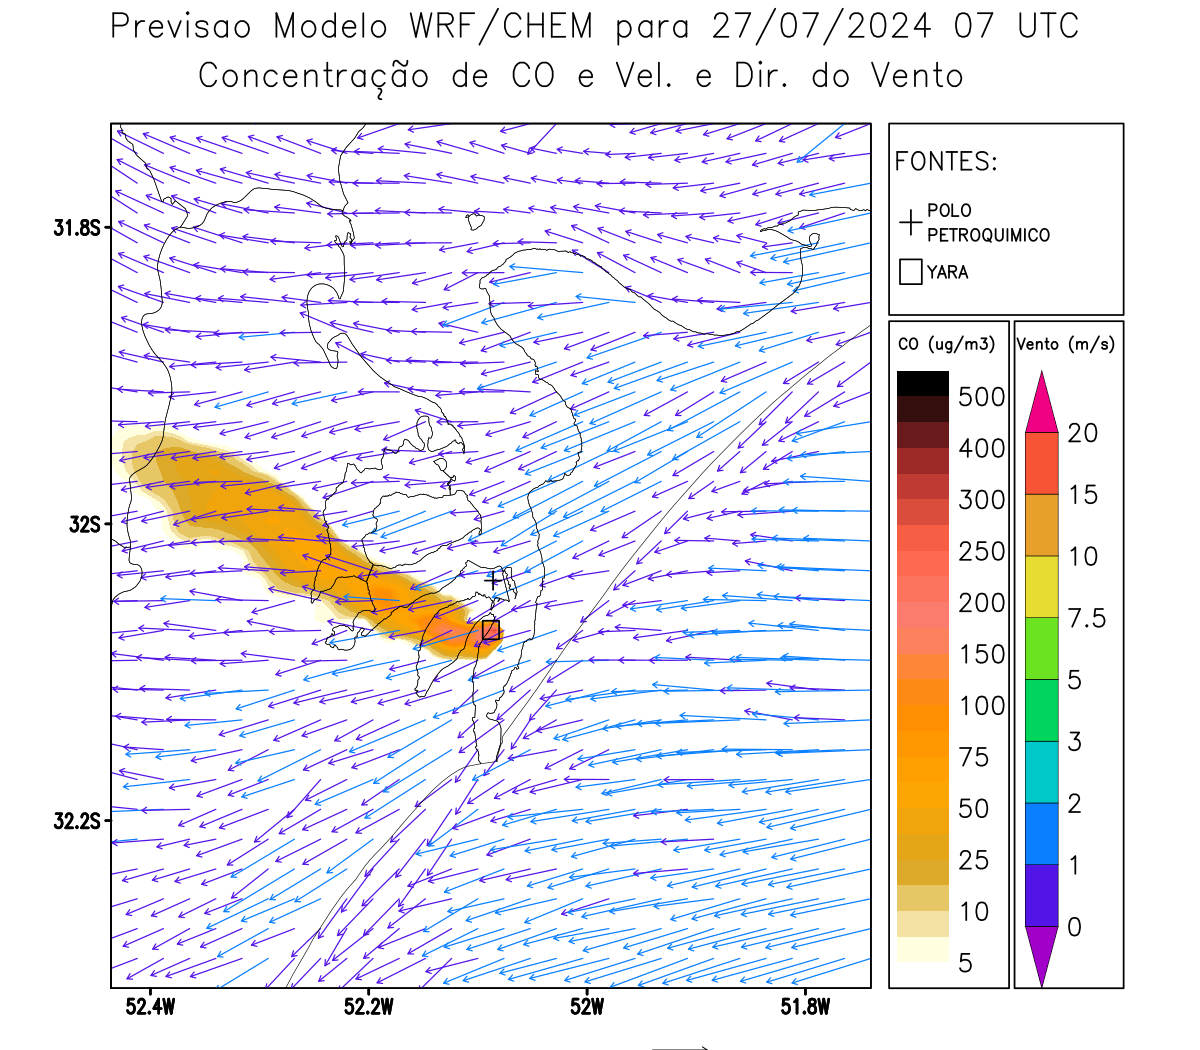 Previsao Modelo WRF/CHEM para 27/07/2024 07 UTC
Concentração de CO e Vel. e Dir. do Vento
FONTES:
POLO
PETROQUIMICO
YARA
31.8S
32S
32.2S
52.4W
52.2W
52W
51.8W
CO (ug/m3)
500
400
300
250
200
150
100
75
50
25
10
5
Vento (m/s)
20
15
10
7.5
5
3
2
1
0